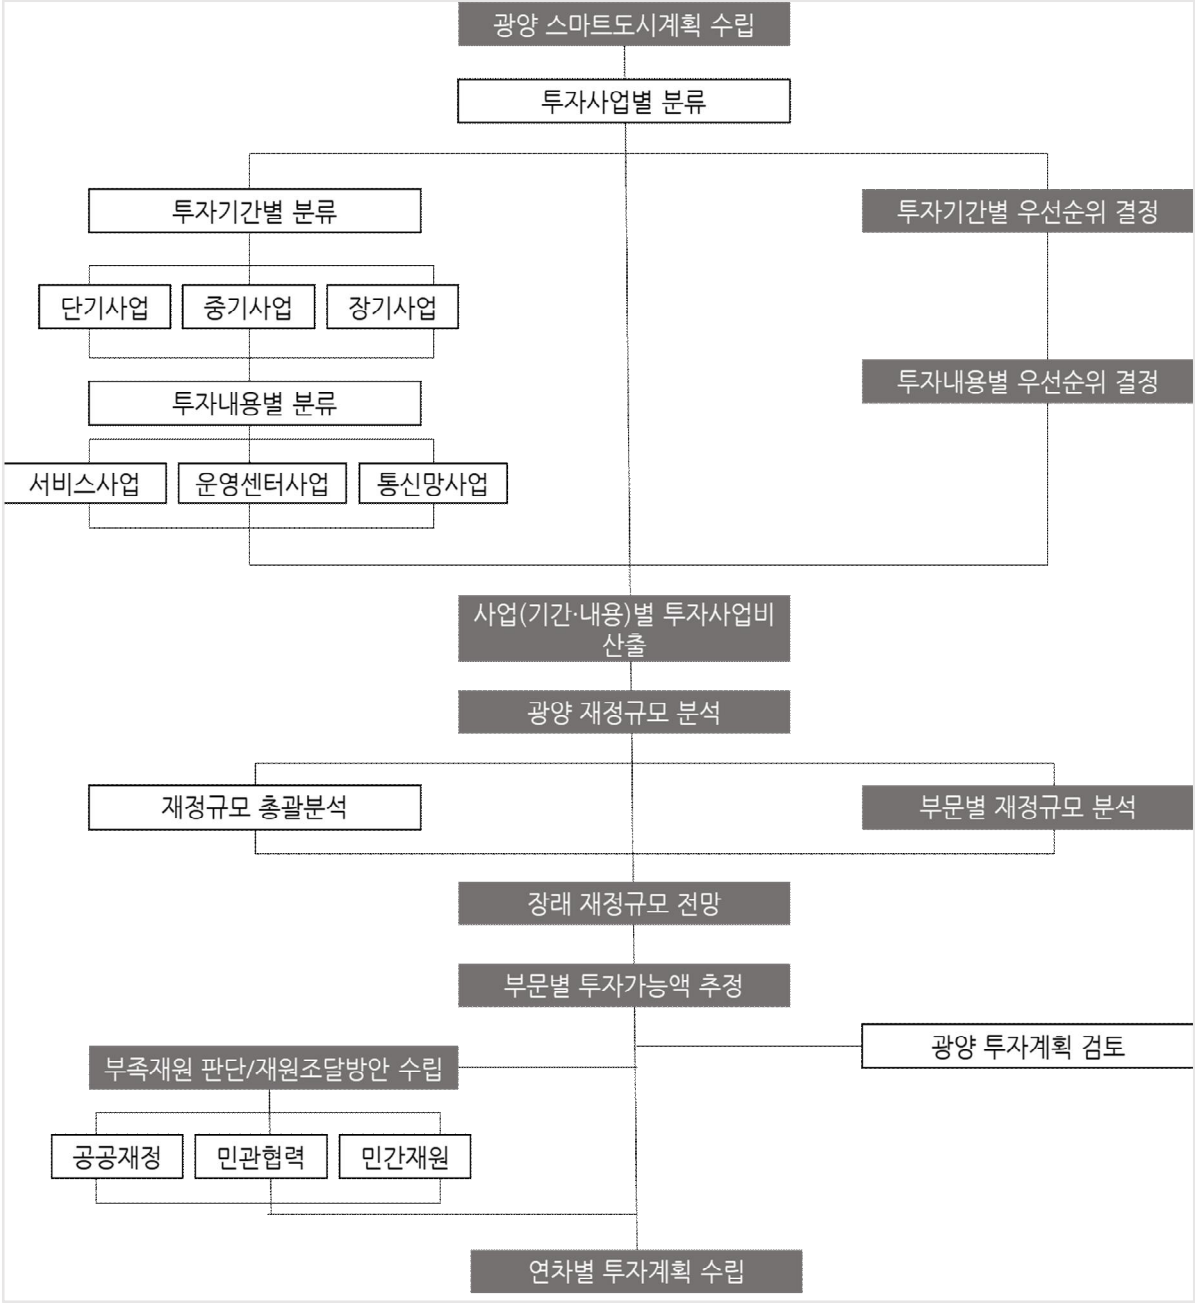 광양 스마트도시계획 수립
투자사업별 분류
투자기간별 분류
투자기간별 우선순위 결정
단기사업
중기사업
장기사업
투자내용별 분류
투자내용별 우선순위 결정
서비스사업
운영센터사업
통신망사업
사업(기간·내용)별 투자사업비
산출
광양 재정규모 분석
재정규모 총괄분석
부문별 재정규모 분석
장래 재정규모 전망
부문별 투자가능액 추정
광양 투자계획 검토
부족재원 판단/재원조달방안 수립
공공재정
민관협력
민간재원
연차별 투자계획 수립